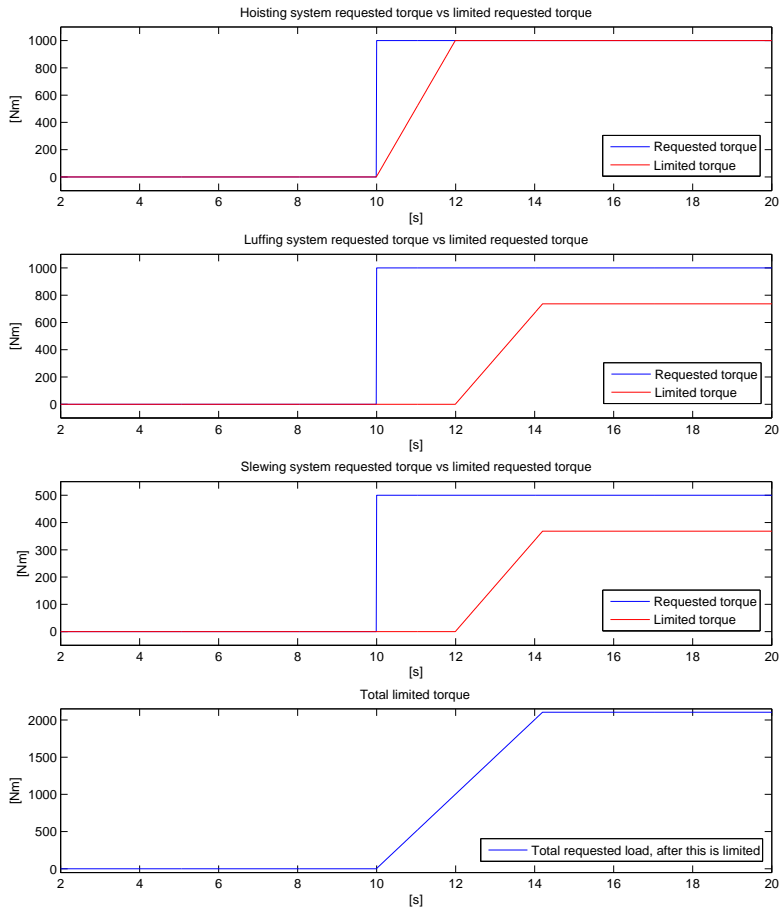 Hoisting system requested torque vs limited requested torque
1000
800
600
400
200
0
[Nm]
2 4 6 8 10 12 14 16 18 20
[s]
Requested torque
Limited torque
Luffing system requested torque vs limited requested torque
1000
800
600
400
200
0
[Nm]
2 4 6 8 10 12 14 16 18 20
[s]
Requested torque
Limited torque
Slewing system requested torque vs limited requested torque
500
400
300
200
100
0
[Nm]
2 4 6 8 10 12 14 16 18 20
[s]
Requested torque
Limited torque
Total limited torque
2000
1500
1000
500
0
[Nm]
2 4 6 8 10 12 14 16 18 20
[s]
Total requested load, after this is limited